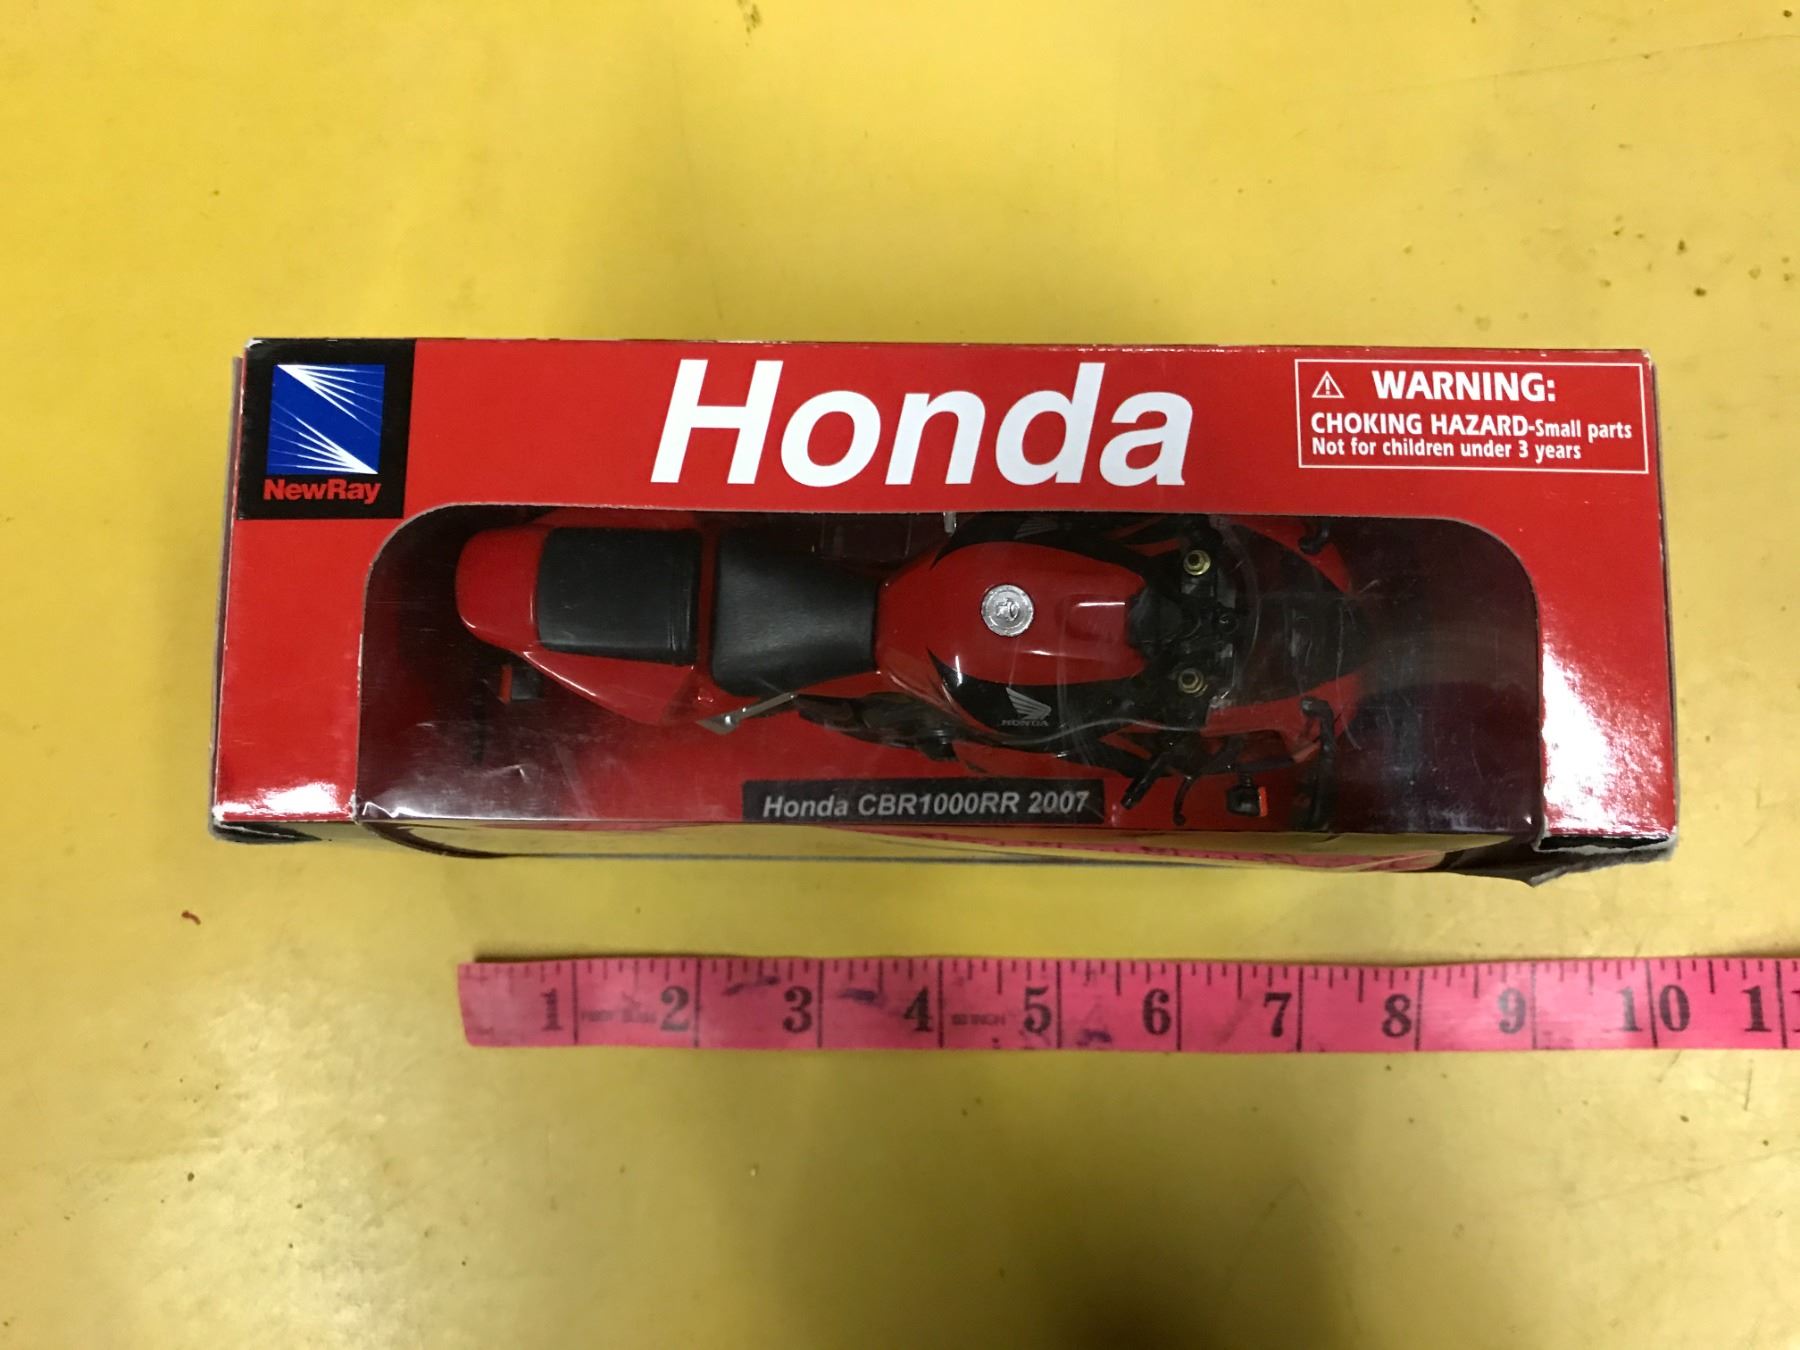 Honda
NewRay
WARNING:
CHOKING HAZARD-Small parts
Not for children under 3 years
HONDA
Honda CBR1000RR 2007
1 2 3 4 5 6 7 8 9 10 1